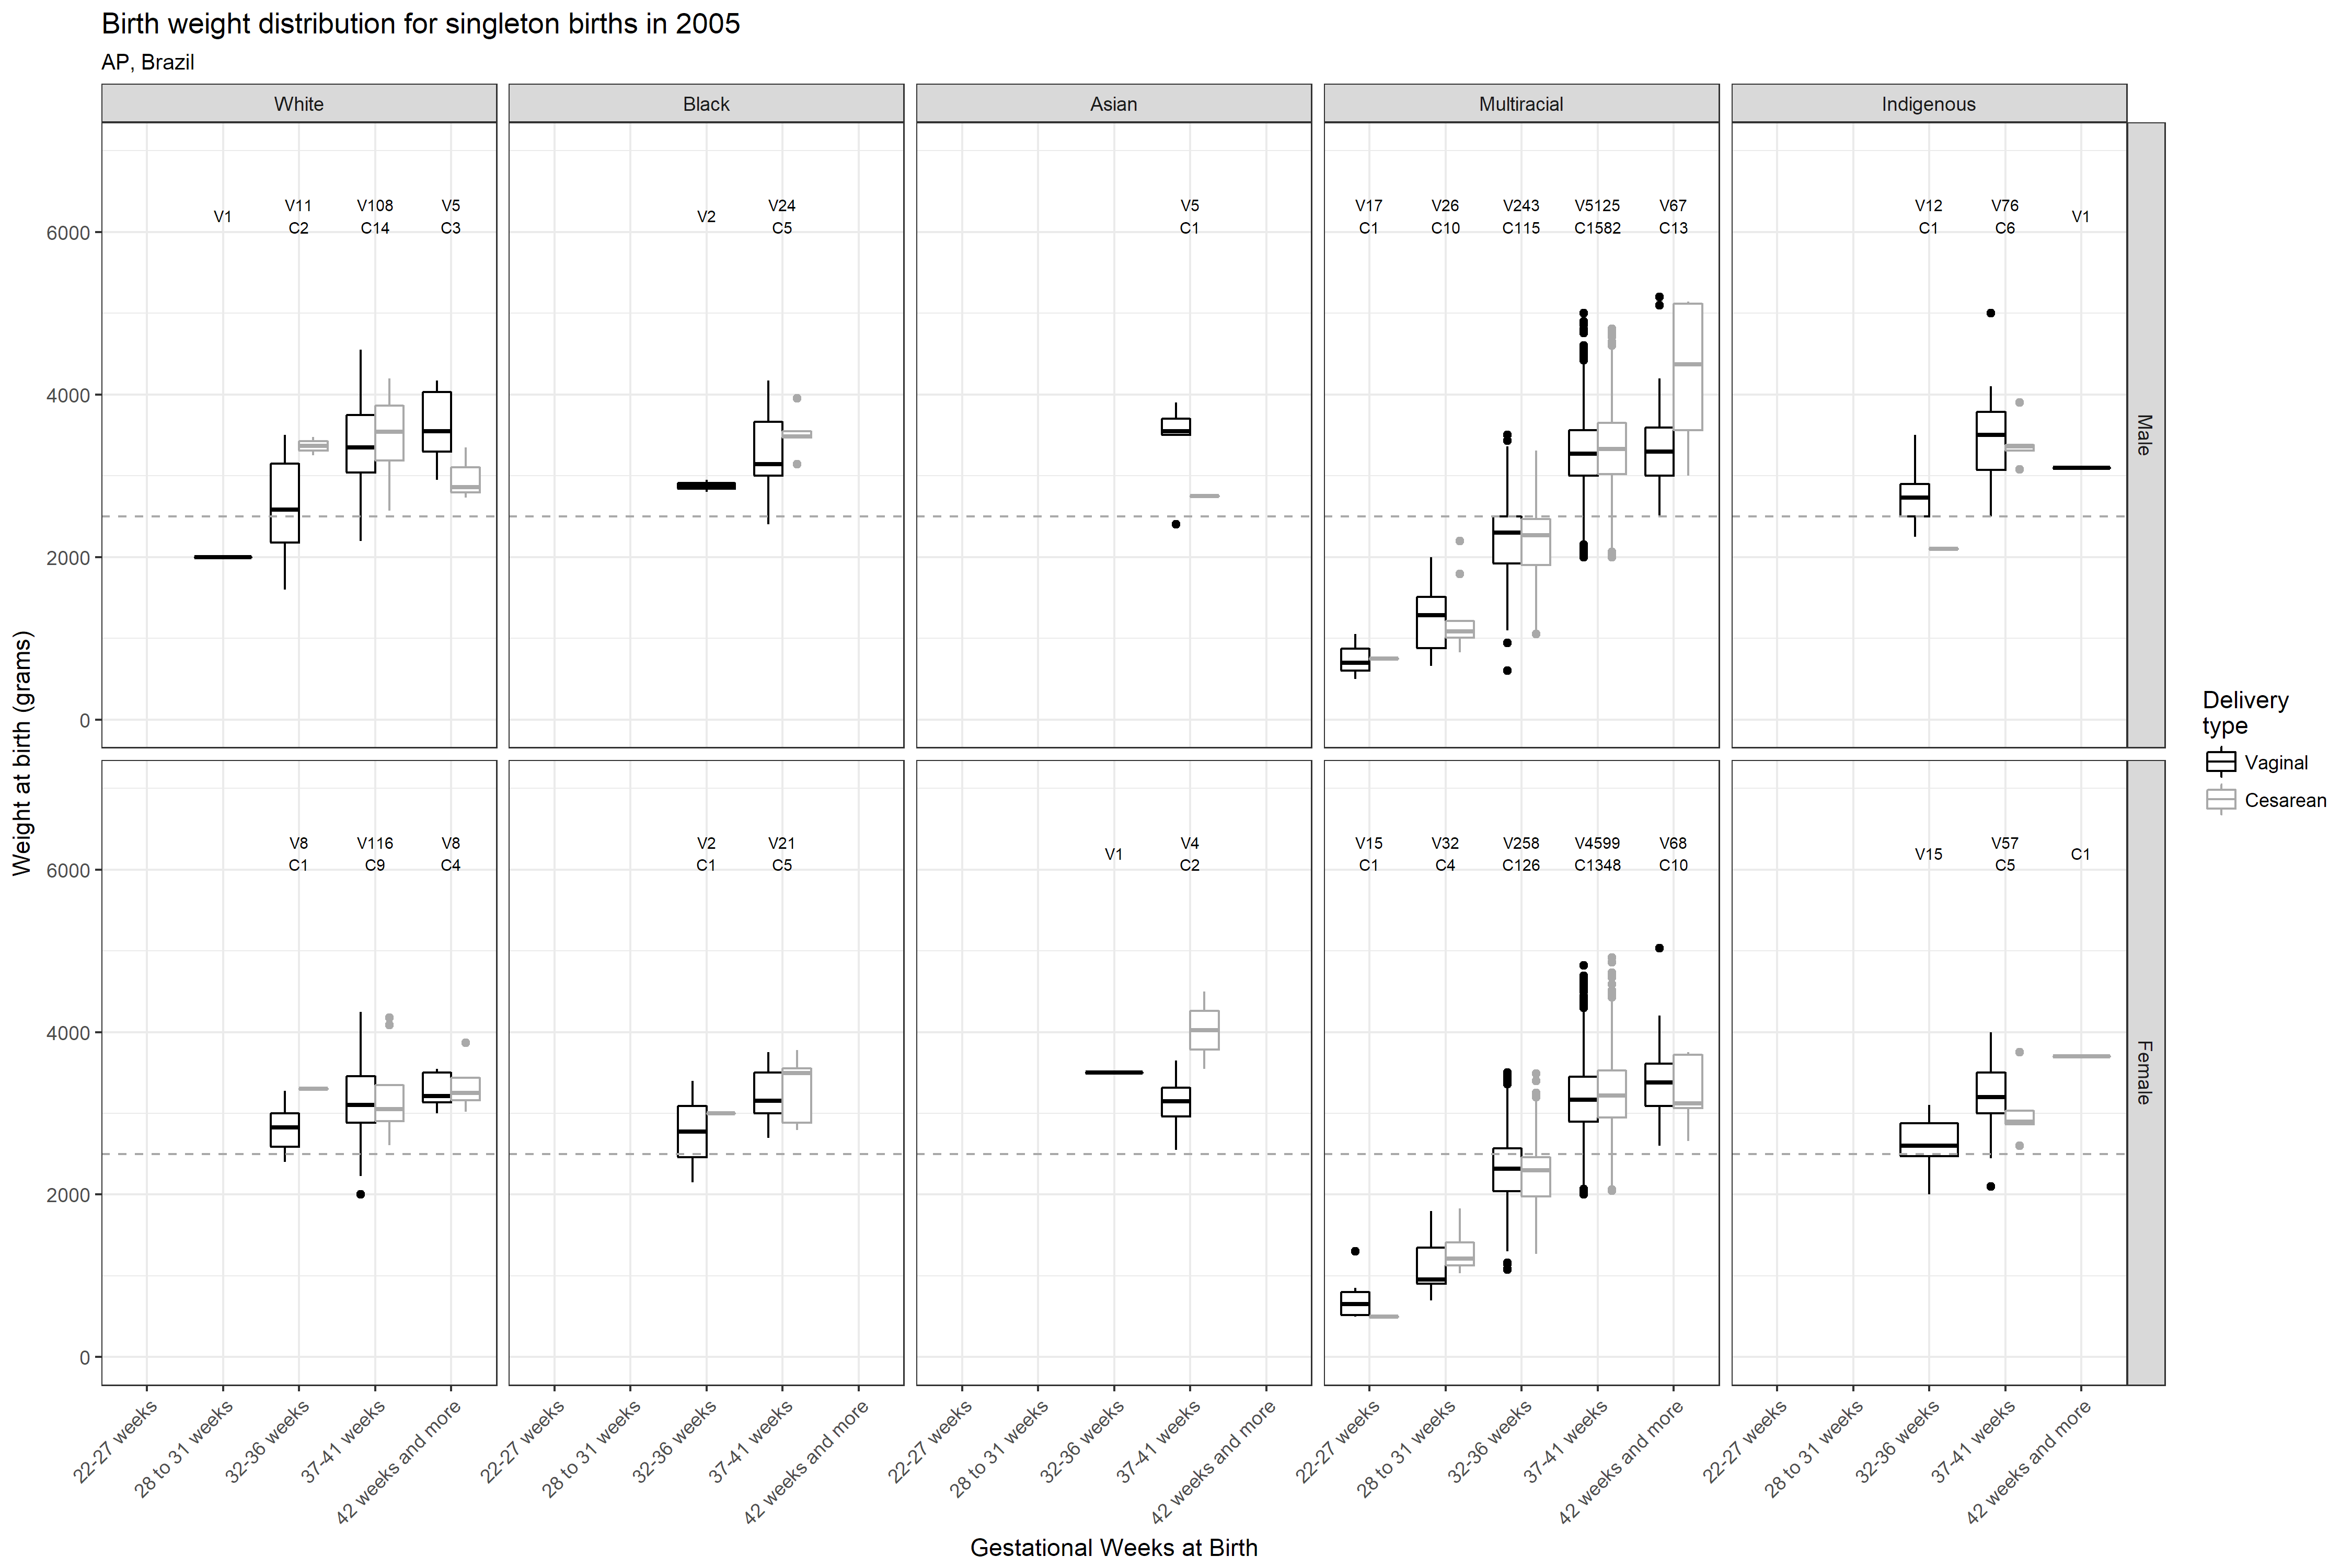 Birth weight distribution for singleton births in 2005
AP, Brazil
White
Black
Asian
Multiracial
Indigenous
Weight at birth (grams)
6000
4000
2000
0
V1
V11
C2
V108
C14
V5
C3
V2
V24
C5
V5
C1
V17
C1
V26
C10
V243
C115
V5125
C1582
V67
C13
V12
C1
V76
C6
V1
Male
6000
4000
2000
0
V8
C1
V116
C9
V8
C4
V2
C1
V21
C5
V1
V4
C2
V15
C1
V32
C4
V258
C126
V4599
C1348
V68
C10
V15
V57
C5
C1
Female
22-27 weeks
28 to 31 weeks
32-36 weeks
37-41 weeks
42 weeks and more
22-27 weeks
28 to 31 weeks
32-36 weeks
37-41 weeks
42 weeks and more
22-27 weeks
28 to 31 weeks
32-36 weeks
37-41 weeks
42 weeks and more
22-27 weeks
28 to 31 weeks
32-36 weeks
37-41 weeks
42 weeks and more
22-27 weeks
28 to 31 weeks
32-36 weeks
37-41 weeks
42 weeks and more
Gestational Weeks at Birth
Delivery
type
Vaginal
Cesarean